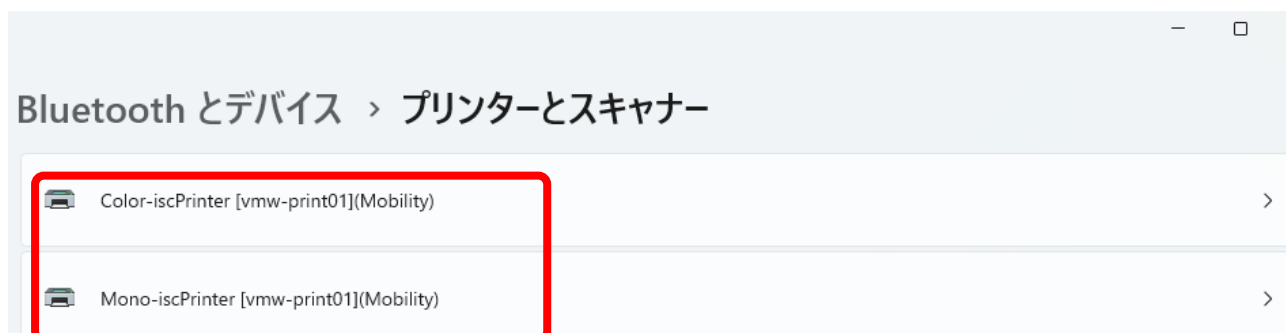 Bluetooth とデバイス › プリンターとスキャナー
Color-iscPrinter [vmw-print01](Mobility)
Mono-iscPrinter [vmw-print01](Mobility)